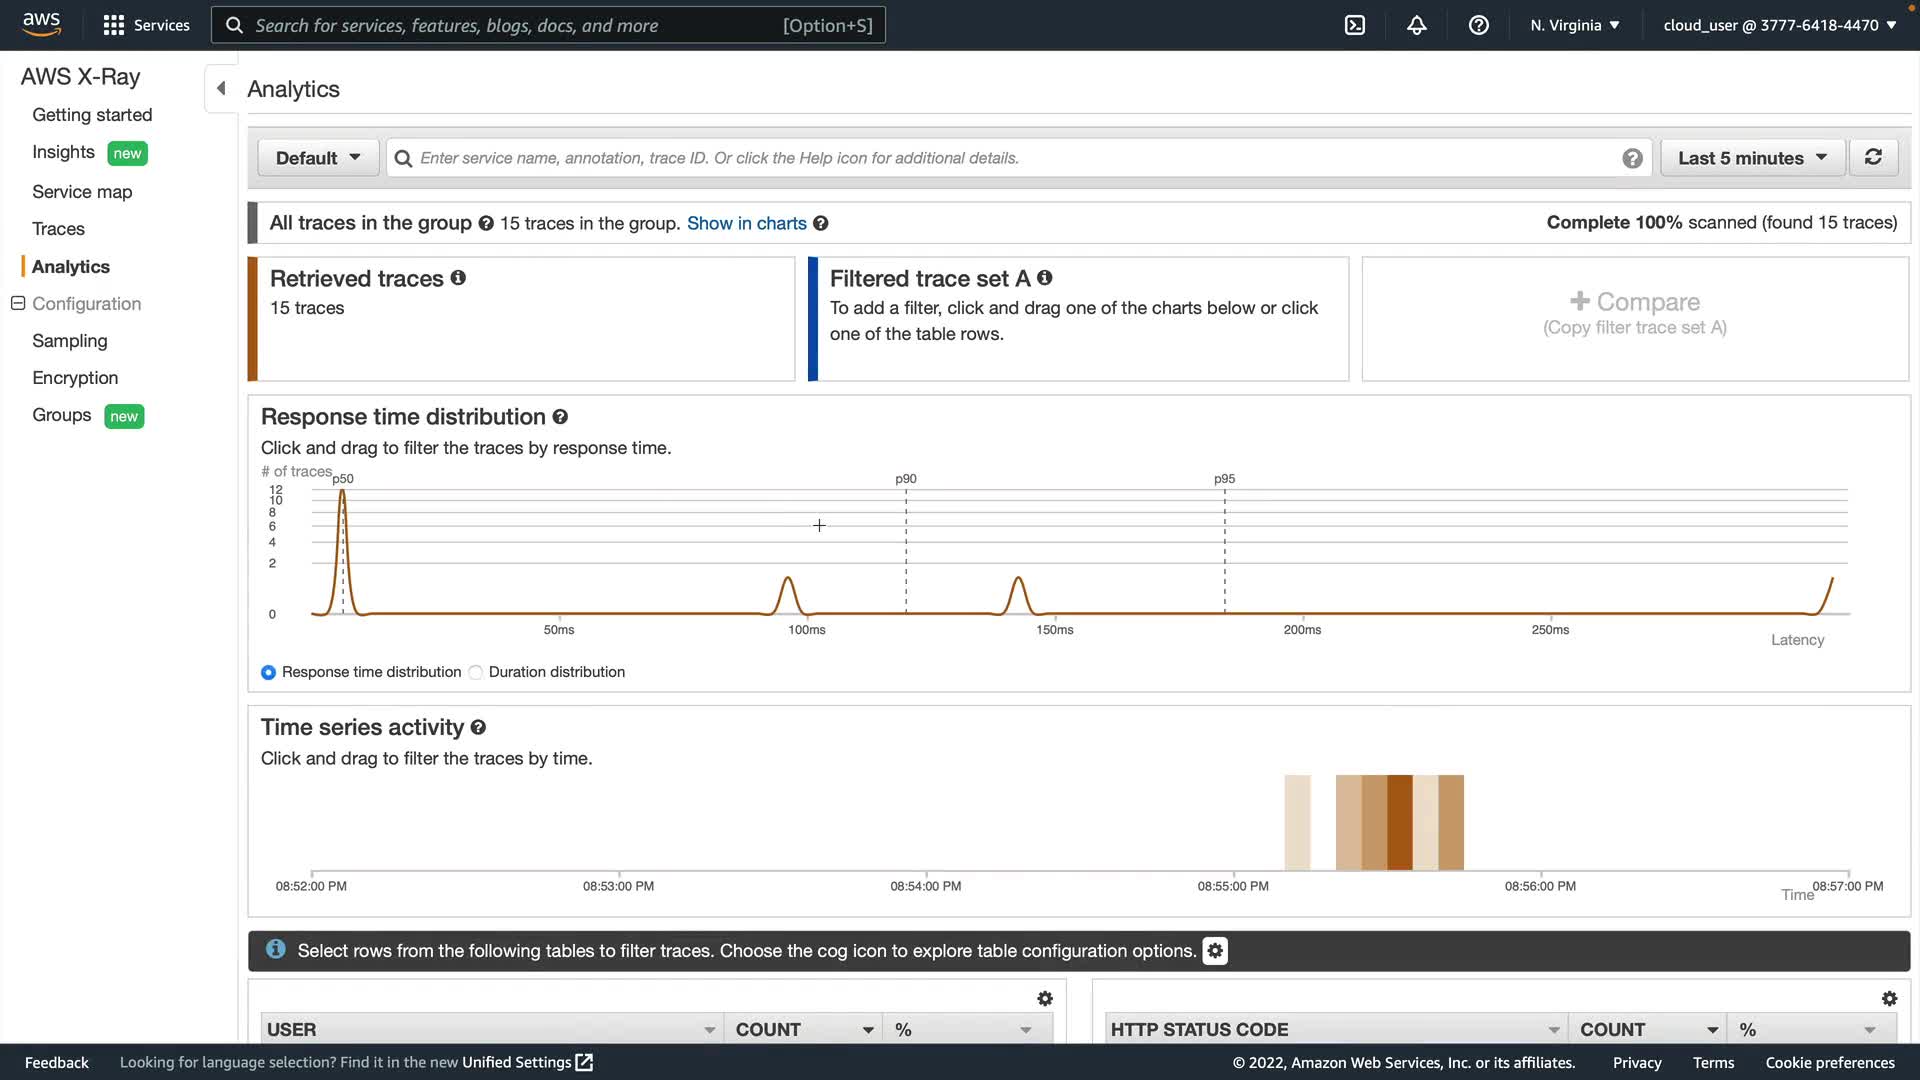 aws
Services
Search for services, features, blogs, docs, and more
[Option+S]
N. Virginia
cloud_user @ 3777-6418-4470
AWS X-Ray
Getting started
Insights new
Service map
Traces
Analytics
Configuration
Sampling
Encryption
Groups new
Analytics
Default
Enter service name, annotation, trace ID. Or click the Help icon for additional details.
Last 5 minutes
All traces in the group 15 traces in the group. Show in charts
Complete 100% scanned (found 15 traces)
Retrieved traces
15 traces
Filtered trace set A
To add a filter, click and drag one of the charts below or click
one of the table rows.
Compare
(Copy filter trace set A)
Response time distribution
Click and drag to filter the traces by response time.
# of traces
p50
p90
p95
12
10
8
6
4
2
0
50ms
100ms
150ms
200ms
250ms
Latency
Response time distribution
Duration distribution
Time series activity
Click and drag to filter the traces by time.
08:52:00 PM
08:53:00 PM
08:54:00 PM
08:55:00 PM
08:56:00 PM
08:57:00 PM
Time
Select rows from the following tables to filter traces. Choose the cog icon to explore table configuration options.
USER
COUNT
%
HTTP STATUS CODE
COUNT
%
Feedback
Looking for language selection? Find it in the new Unified Settings
© 2022, Amazon Web Services, Inc. or its affiliates.
Privacy
Terms
Cookie preferences